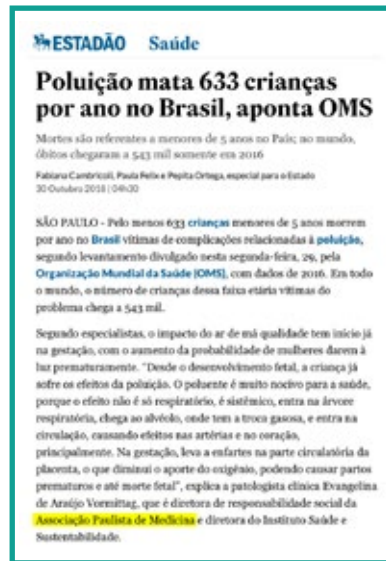 ESTADÃO Saúde
Poluição mata 633 crianças
por ano no Brasil, aponta OMS
Mortes são referentes a menores de 5 anos no País; no mundo,
óbitos chegaram a 543 mil somente em 2016
Fabiana Cambricoli, Paula Felix e Pepita Ortega, especial para o Estado
30 Outubro 2018 | 04h30
SÃO PAULO - Pelo menos 633 crianças menores de 5 anos morrem
por ano no Brasil vítimas de complicações relacionadas à poluição,
segundo levantamento divulgado nesta segunda-feira, 29, pela
Organização Mundial da Saúde (OMS), com dados de 2016. Em todo
o mundo, o número de crianças dessa faixa etária vítimas do
problema chega a 543 mil.
Segundo especialistas, o impacto do ar de má qualidade tem início já
na gestação, com o aumento da probabilidade de mulheres darem à
luz prematuramente. "Desde o desenvolvimento fetal, a criança já
sofre os efeitos da poluição. O poluente é muito nocivo para a saúde,
porque o efeito não é só respiratório, é sistêmico, entra na árvore
respiratória, chega ao alvéolo, onde tem a troca gasosa, e entra na
circulação, causando efeitos nas artérias e no coração,
principalmente. Na gestação, leva a enfartes na parte circulatória da
placenta, o que diminui o aporte do oxigênio, podendo causar partos
prematuros e até morte fetal", explica a patologista clínica Evangelina
de Araújo Vormittag, que é diretora de responsabilidade social da
Associação Paulista de Medicina e diretora do Instituto Saúde e
Sustentabilidade.